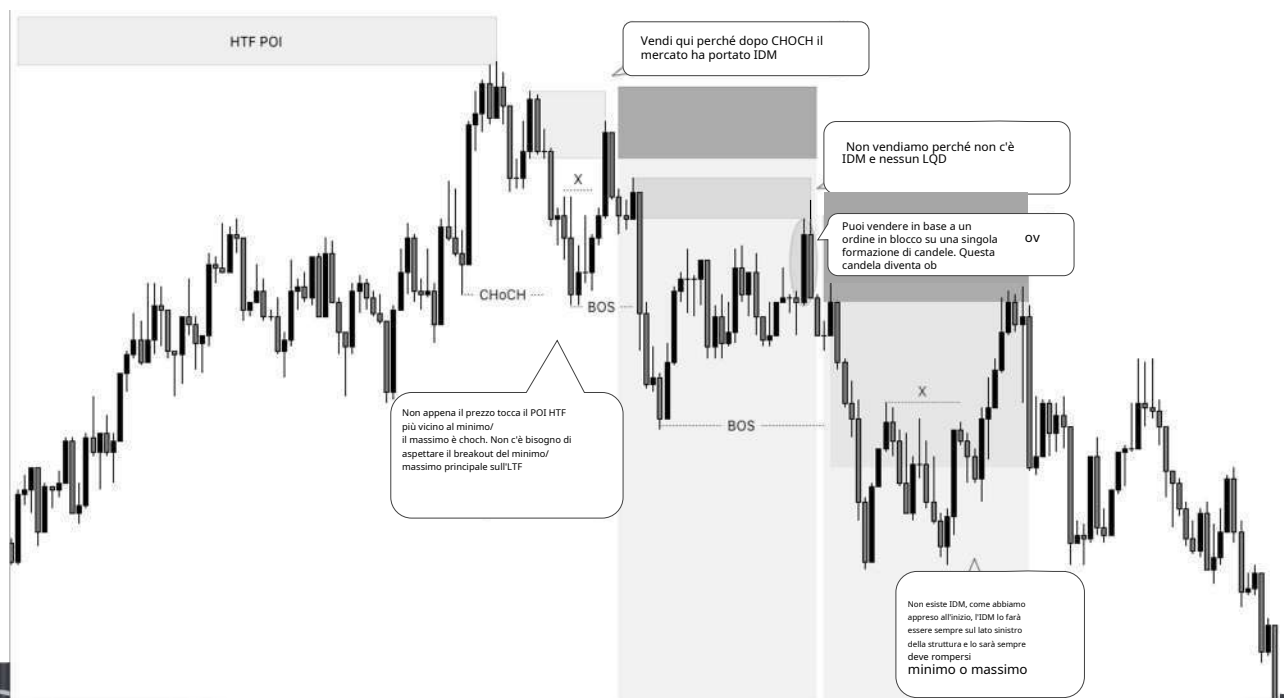 HTF POI
Vendi qui perché dopo CHOCH il
mercato ha portato IDM
Non vendiamo perché non c'è
IDM e nessun LQD
X
Puoi vendere in base a un
ordine in blocco su una singola
formazione di candele. Questa
candela diventa ob
ov
CHoCH
BOS
X
BOS
Non appena il prezzo tocca il POI HTF
più vicino al minimo/
il massimo è choch. Non c'è bisogno di
aspettare il breakout del minimo/
massimo principale sull'LTF
Non esiste IDM, come abbiamo
appreso all'inizio, l'IDM lo farà
essere sempre sul lato sinistro
della struttura e lo sarà sempre
deve rompersi
minimo o massimo